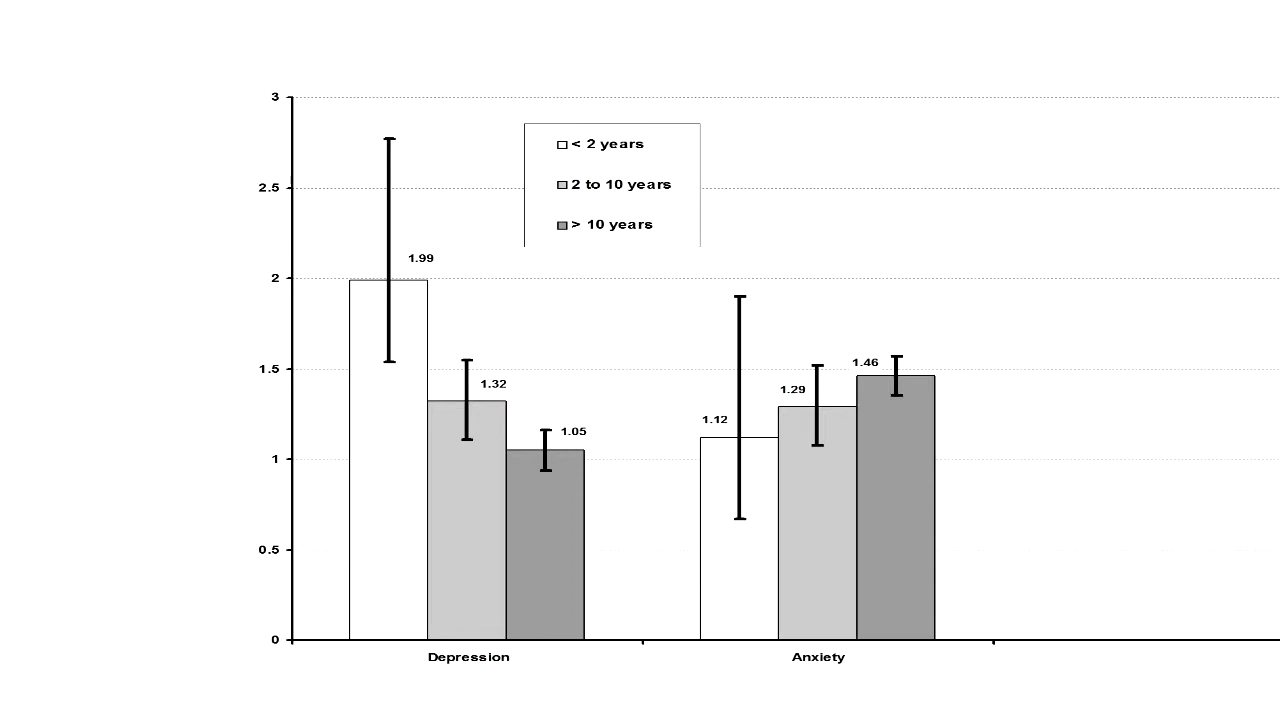 3
2.5
2
1.5
1
0.5
0
< 2 years
2 to 10 years
> 10 years
1.99
1.32
1.05
1.12
1.29
1.46
Depression
Anxiety